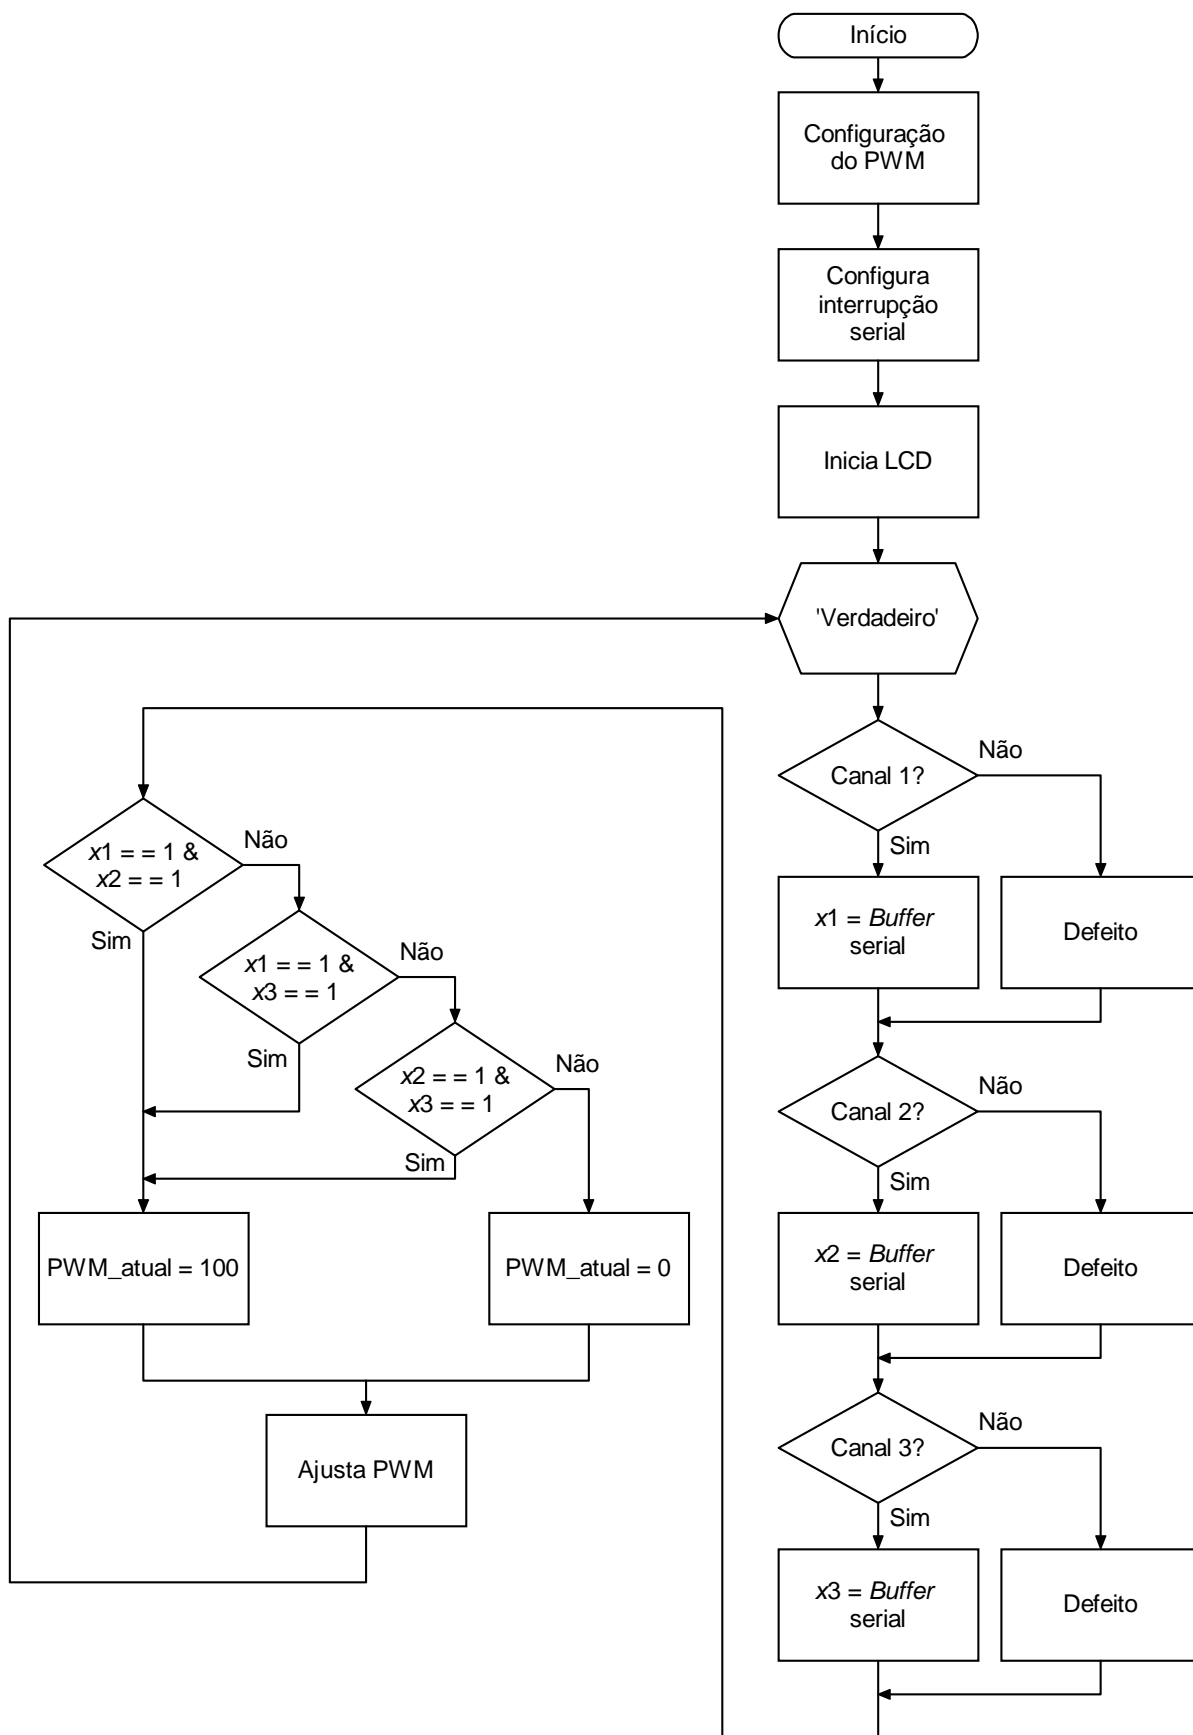 Início
Configuração
do PWM
Configura
interrupção
serial
Inicia LCD
'Verdadeiro'
Canal 1?
Não
Sim
x1 = Buffer
serial
Defeito
Canal 2?
Não
Sim
x2 = Buffer
serial
Defeito
Canal 3?
Não
Sim
x3 = Buffer
serial
Defeito
x1 = = 1 &
x2 = = 1
Não
Sim
x1 = = 1 &
x3 = = 1
Não
Sim
x2 = = 1 &
x3 = = 1
Não
Sim
PWM_atual = 100
PWM_atual = 0
Ajusta PWM